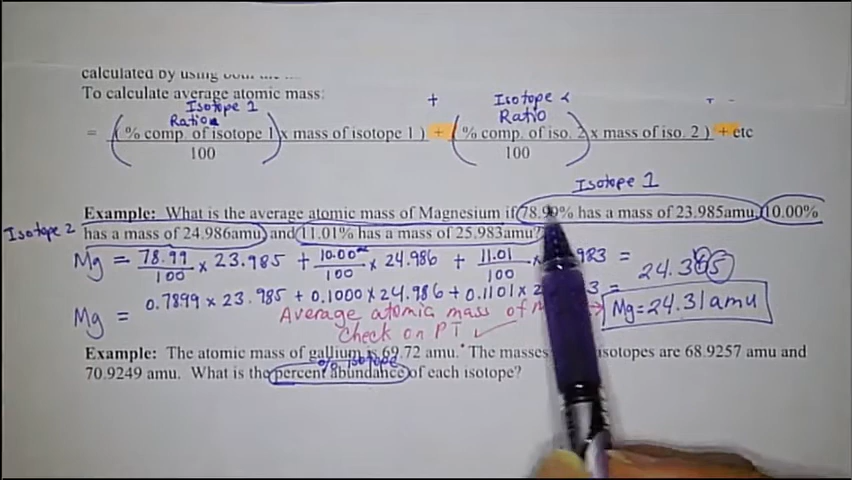 calculated by using
To calculate average atomic mass:
Isotope 1
+
Isotope 2
Ratio
Ratio
= ( % comp. of isotope 1 x mass of isotope 1 ) + ( % comp. of iso. 2 x mass of iso. 2 ) + etc
100 100
Isotope 1
Example: What is the average atomic mass of Magnesium if 78.99% has a mass of 23.985amu, 10.00%
Isotope 2
has a mass of 24.986amu and 11.01% has a mass of 25.983amu?
Mg = 78.99/100 x 23.985 + 10.00/100 x 24.986 + 11.01/100 x 983 =
Mg = 0.7899 x 23.985 + 0.1000 x 24.986 + 0.1101 x 2 3 =
Mg = 24.31 amu
Average atomic mass of
Check on PT ✓
Example: The atomic mass of gallium is 69.72 amu. The masses isotopes are 68.9257 amu and
% isotope
70.9249 amu. What is the percent abundance of each isotope?